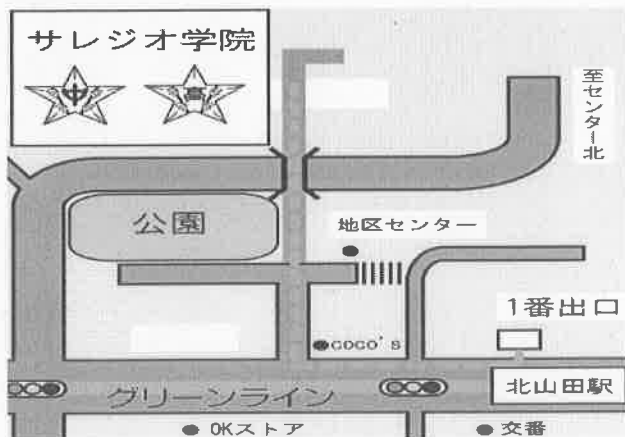 サレジオ学院
中
高
至センター北
公園
地区センター
1番出口
COCO'S
グリーンライン
北山田駅
OKストア
交番